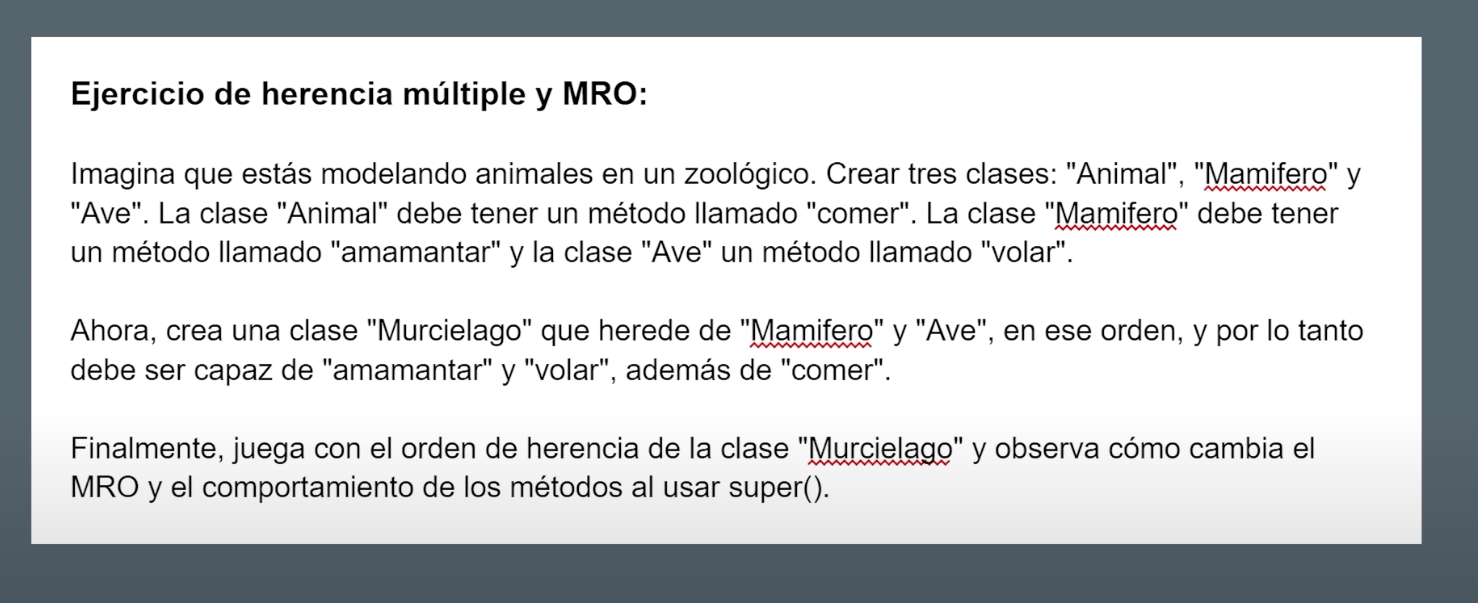 Ejercicio de herencia múltiple y MRO:
Imagina que estás modelando animales en un zoológico. Crear tres clases: "Animal", "Mamifero" y
"Ave". La clase "Animal" debe tener un método llamado "comer". La clase "Mamifero" debe tener
un método llamado "amamantar" y la clase "Ave" un método llamado "volar".
Ahora, crea una clase "Murcielago" que herede de "Mamifero" y "Ave", en ese orden, y por lo tanto
debe ser capaz de "amamantar" y "volar", además de "comer".
Finalmente, juega con el orden de herencia de la clase "Murcielago" y observa cómo cambia el
MRO y el comportamiento de los métodos al usar super().